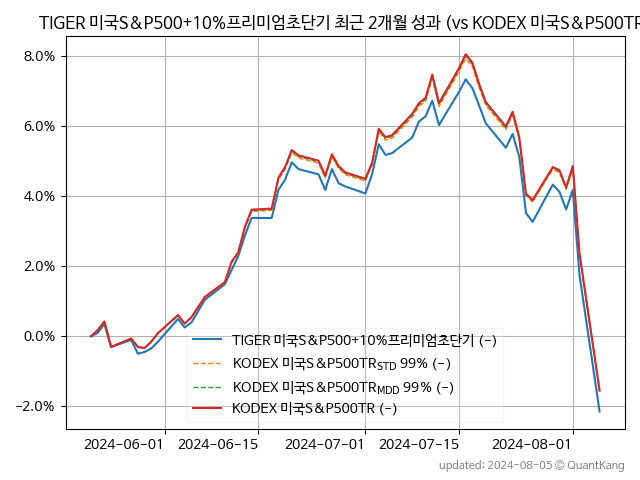 TIGER 미국S&P500+10%프리미엄초단기 최근 2개월 성과 (vs KODEX 미국S&P500TR
8.0%
6.0%
4.0%
2.0%
0.0%
−2.0%
TIGER 미국S&P500+10%프리미엄초단기 (-)
KODEX 미국S&P500TR_STD 99% (-)
KODEX 미국S&P500TR_MDD 99% (-)
KODEX 미국S&P500TR (-)
2024-06-01 2024-06-15 2024-07-01 2024-07-15 2024-08-01
updated: 2024-08-05 © QuantKang